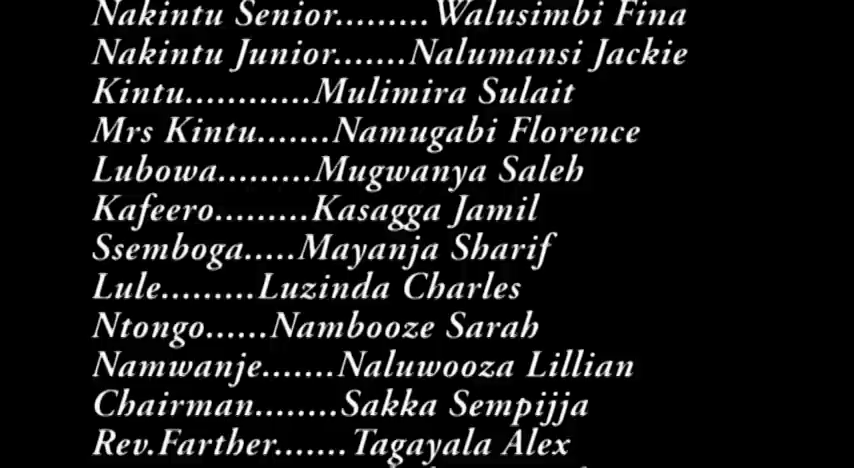 Nakintu Senior.........Walusimbi Fina
Nakintu Junior.......Nalumansi Jackie
Kintu............Mulimira Sulait
Mrs Kintu.......Namugabi Florence
Lubowa.........Mugwanya Saleh
Kafeero.........Kasagga Jamil
Ssemboga.....Mayanja Sharif
Lule.........Luzinda Charles
Ntongo......Nambooze Sarah
Namwanje.......Naluwooza Lillian
Chairman........Sakka Sempijja
Rev.Farther.......Tagayala Alex